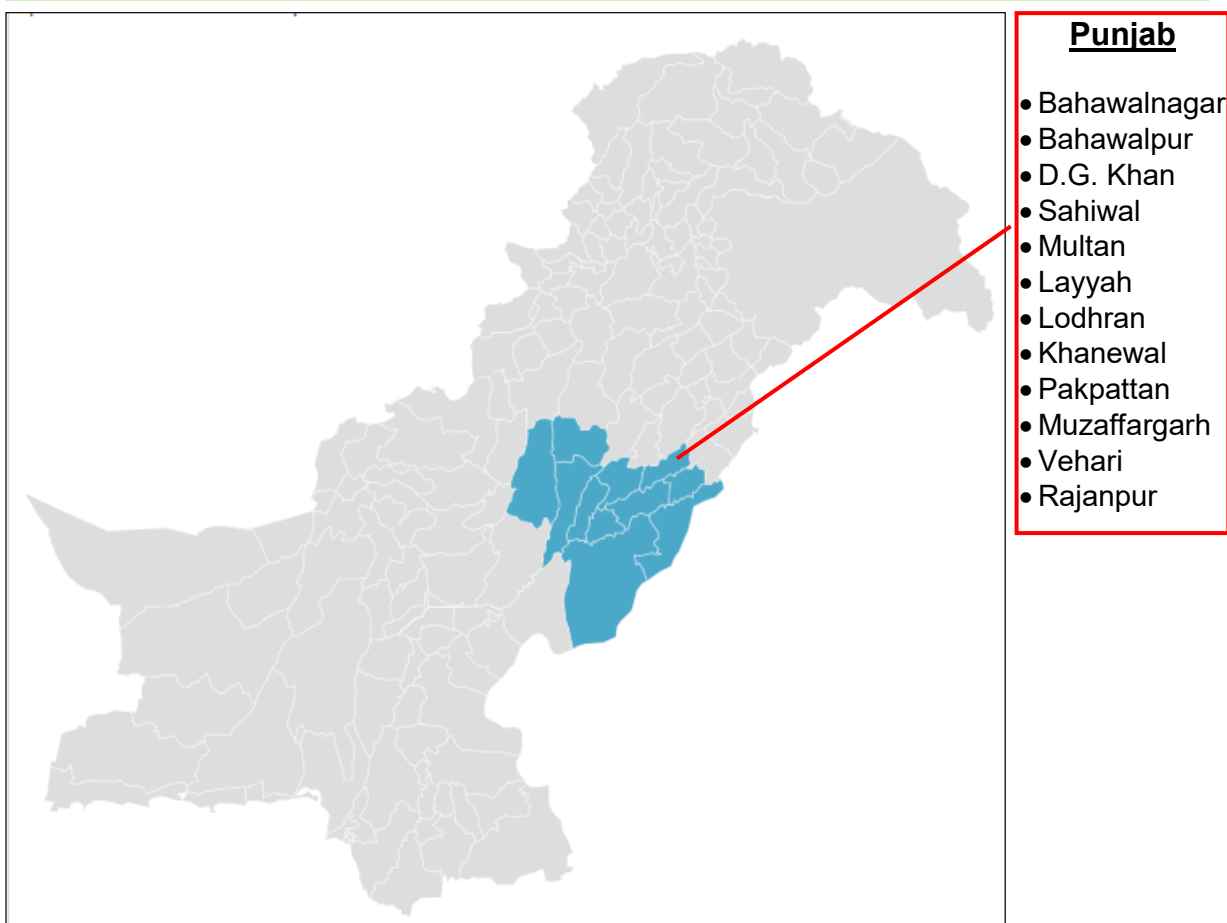 Punjab
• Bahawalnagar
• Bahawalpur
• D.G. Khan
• Sahiwal
• Multan
• Layyah
• Lodhran
• Khanewal
• Pakpattan
• Muzaffargarh
• Vehari
• Rajanpur